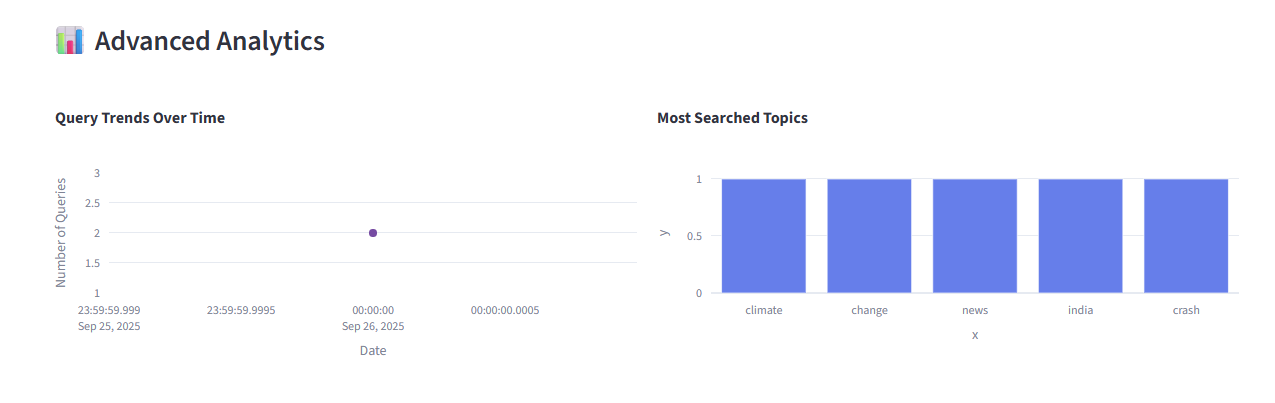 Advanced Analytics
Query Trends Over Time
Number of Queries
3
2.5
2
1.5
1
23:59:59.999 23:59:59.9995 00:00:00 00:00:00.0005
Sep 25, 2025 Sep 26, 2025
Date
Most Searched Topics
y
1
0.5
0
climate change news india crash
x